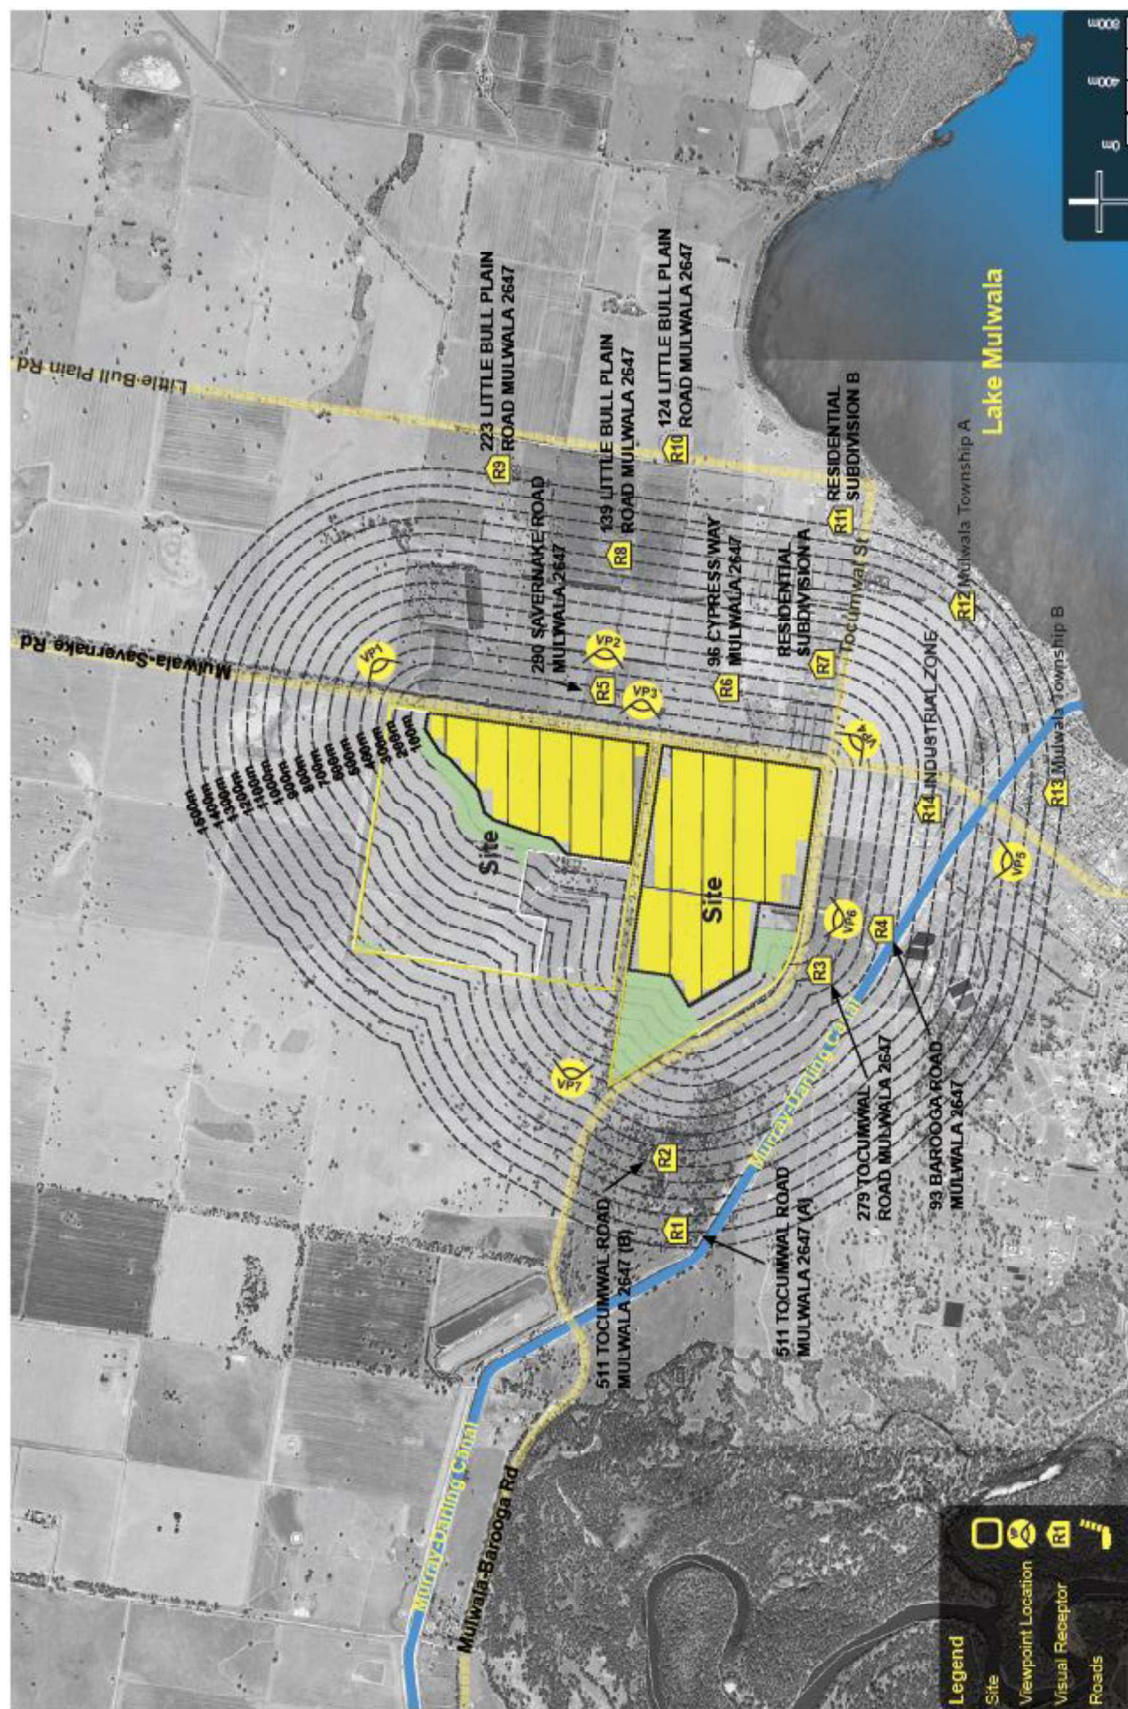 Little Bull Plain Rd
Mulwala-Savernake Rd
223 LITTLE BULL PLAIN
ROAD MULWALA 2647
R9
139 LITTLE BULL PLAIN
ROAD MULWALA 2647
R8
124 LITTLE BULL PLAIN
ROAD MULWALA 2647
R10
290 SAVERNAKE ROAD
MULWALA 2647
R5
96 CYPRESS WAY
MULWALA 2647
R6
RESIDENTIAL
SUBDIVISION A
R7
RESIDENTIAL
SUBDIVISION B
R11
Tocumwal St
Lake Mulwala
R12 Mulwala Township A
R13 Mulwala Township B
R14 INDUSTRIAL ZONE
VP1
VP2
VP3
VP4
VP5
VP6
VP7
1500m
1400m
1300m
1200m
1100m
1000m
900m
800m
700m
600m
500m
400m
300m
200m
100m
Site
Site
R3
R4
R2
R1
511 TOCUMWAL ROAD
MULWALA 2647 (B)
511 TOCUMWAL ROAD
MULWALA 2647 (A)
279 TOCUMWAL
ROAD MULWALA 2647
93 BAROOGA ROAD
MULWALA 2647
Murray-Darling Canal
Murray-Darling Canal
Mulwala-Barooga Rd
Legend
Site
Viewpoint Location
VP
Visual Receptor
R1
Roads
0m
400m
800m